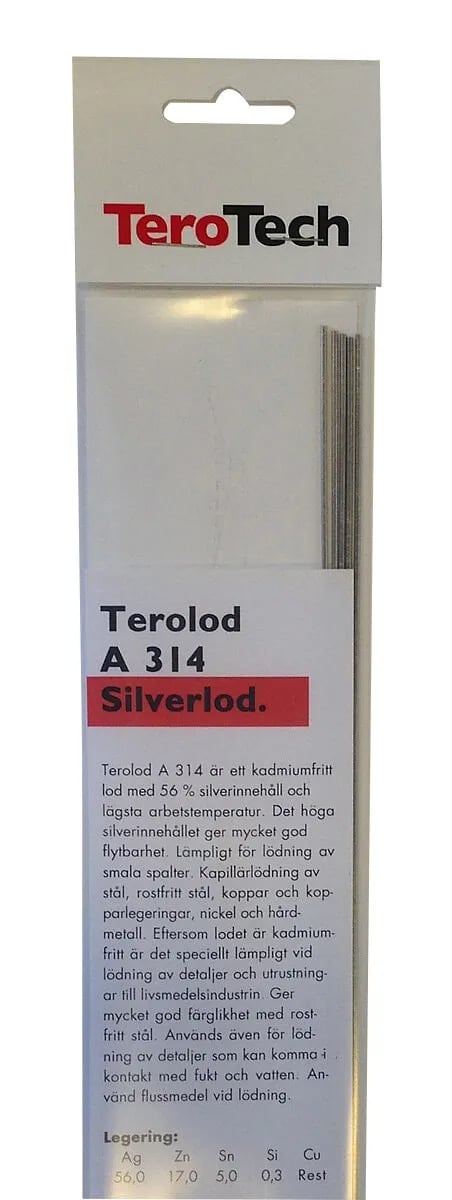 TeroTech
Terolod
A 314
Silverlod.
Terolod A 314 är ett kadmiumfritt
lod med 56 % silverinnehåll och
lägsta arbetstemperatur. Det höga
silverinnehållet ger mycket god
flytbarhet. Lämpligt för lödning av
smala spalter. Kapillärlödning av
stål, rostfritt stål, koppar och kop-
parlegeringar, nickel och hård-
metall. Eftersom lodet är kadmium-
fritt är det speciellt lämpligt vid
lödning av detaljer och utrustning-
ar till livsmedelsindustrin. Ger
mycket god färglikhet med rost-
fritt stål. Används även för löd-
ning av detaljer som kan komma i
kontakt med fukt och vatten. An-
vänd flussmedel vid lödning.
Legering:
Ag Zn Sn Si Cu
56,0 17,0 5,0 0,3 Rest